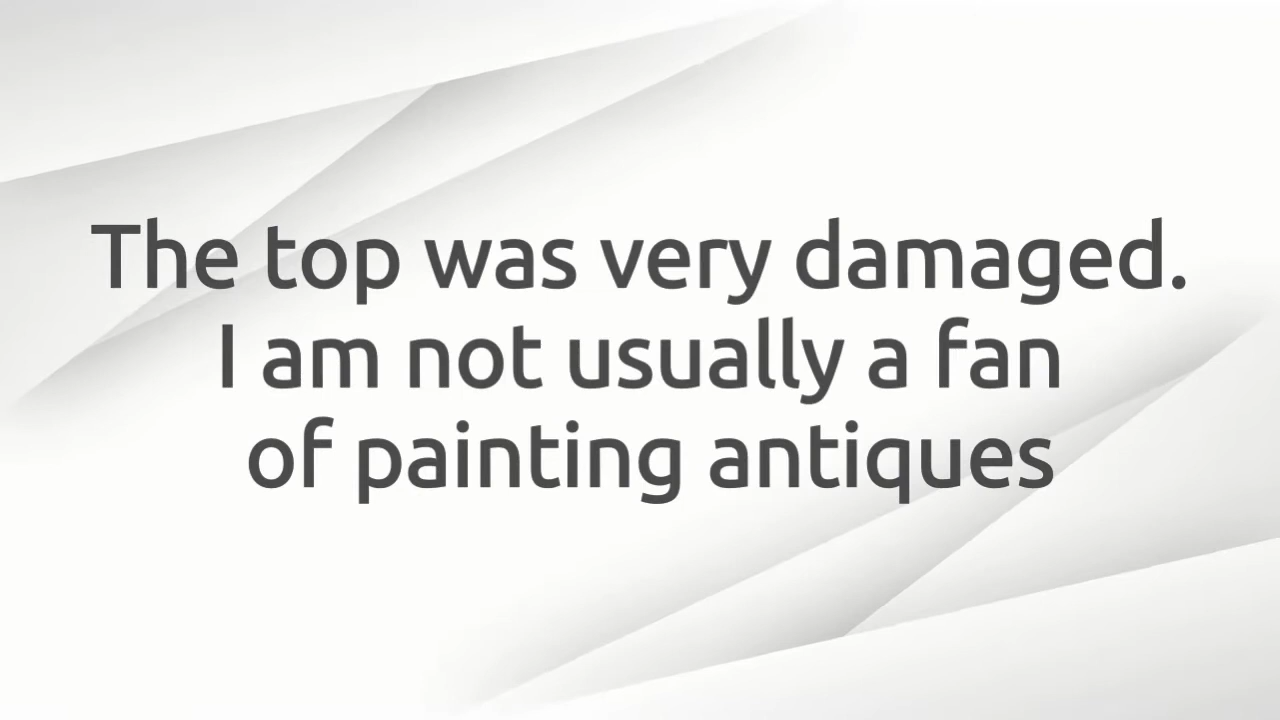 The top was very damaged.
I am not usually a fan
of painting antiques